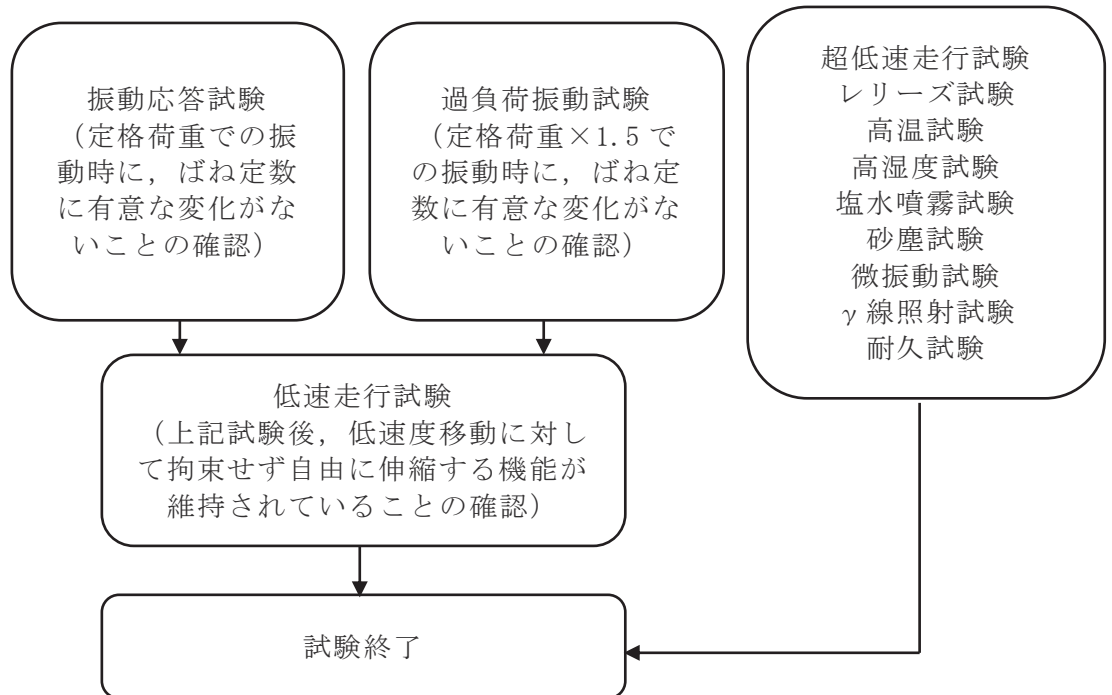 振動応答試験
（定格荷重での振
動時に，ばね定数
に有意な変化がな
いことの確認）
過負荷振動試験
（定格荷重×1.5 で
の振動時に，ばね定
数に有意な変化がな
いことの確認）
超低速走行試験
レリーズ試験
高温試験
高湿度試験
塩水噴霧試験
砂塵試験
微振動試験
γ線照射試験
耐久試験
低速走行試験
（上記試験後，低速度移動に対し
て拘束せず自由に伸縮する機能が
維持されていることの確認）
試験終了